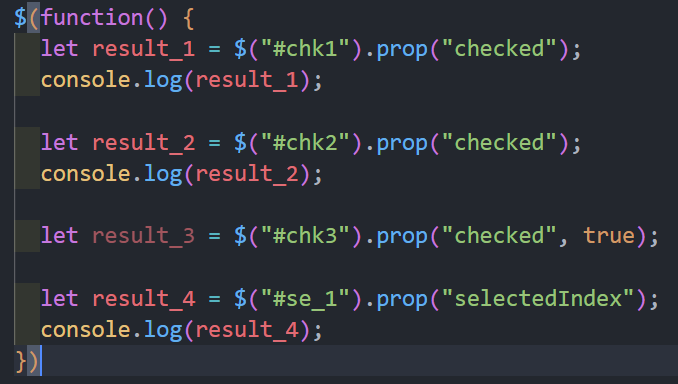 $(function() {
let result_1 = $("#chk1").prop("checked");
console.log(result_1);
let result_2 = $("#chk2").prop("checked");
console.log(result_2);
let result_3 = $("#chk3").prop("checked", true);
let result_4 = $("#se_1").prop("selectedIndex");
console.log(result_4);
})